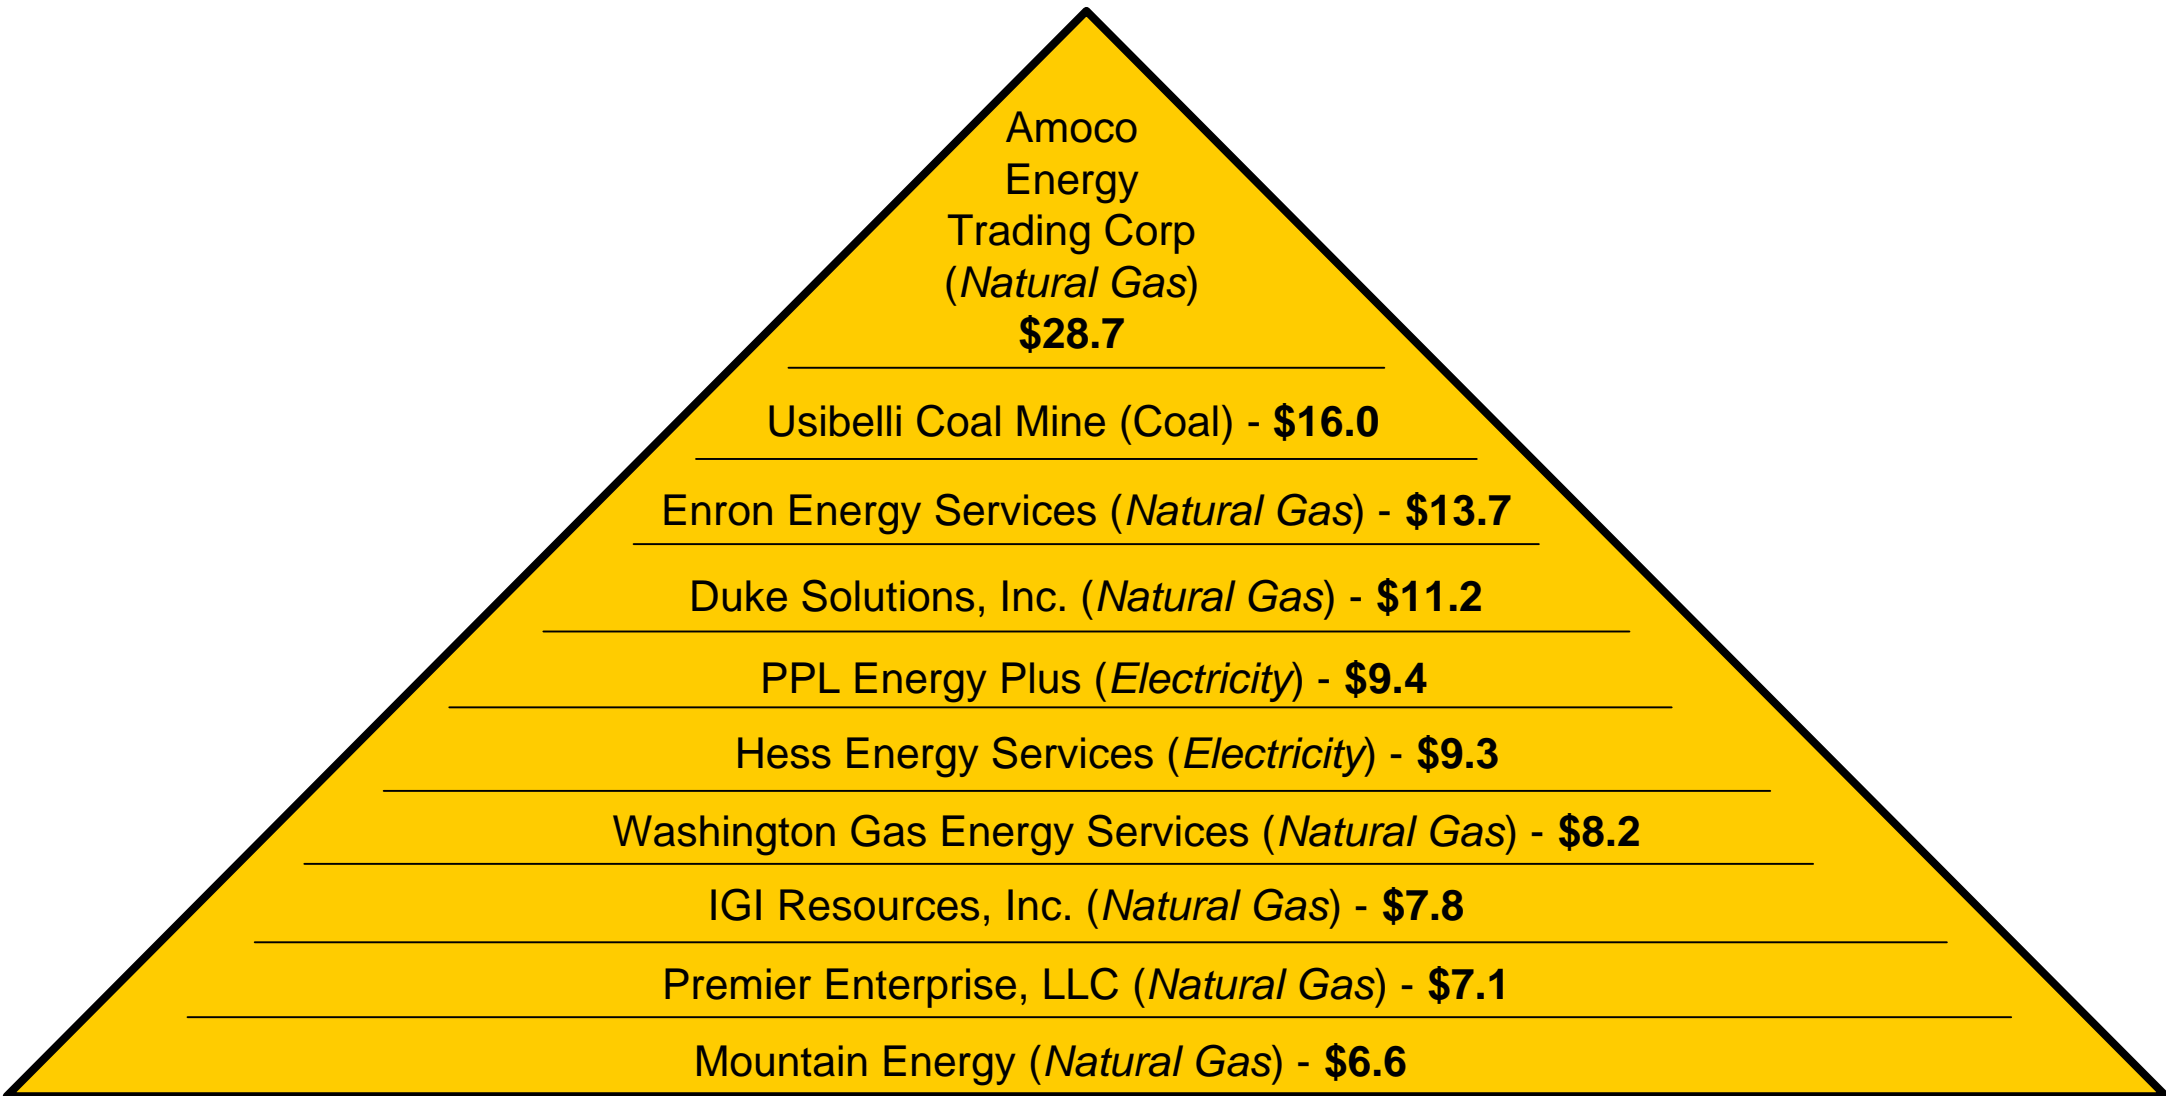 Amoco
Energy
Trading Corp
(Natural Gas)
$28.7
Usibelli Coal Mine (Coal) - $16.0
Enron Energy Services (Natural Gas) - $13.7
Duke Solutions, Inc. (Natural Gas) - $11.2
PPL Energy Plus (Electricity) - $9.4
Hess Energy Services (Electricity) - $9.3
Washington Gas Energy Services (Natural Gas) - $8.2
IGI Resources, Inc. (Natural Gas) - $7.8
Premier Enterprise, LLC (Natural Gas) - $7.1
Mountain Energy (Natural Gas) - $6.6